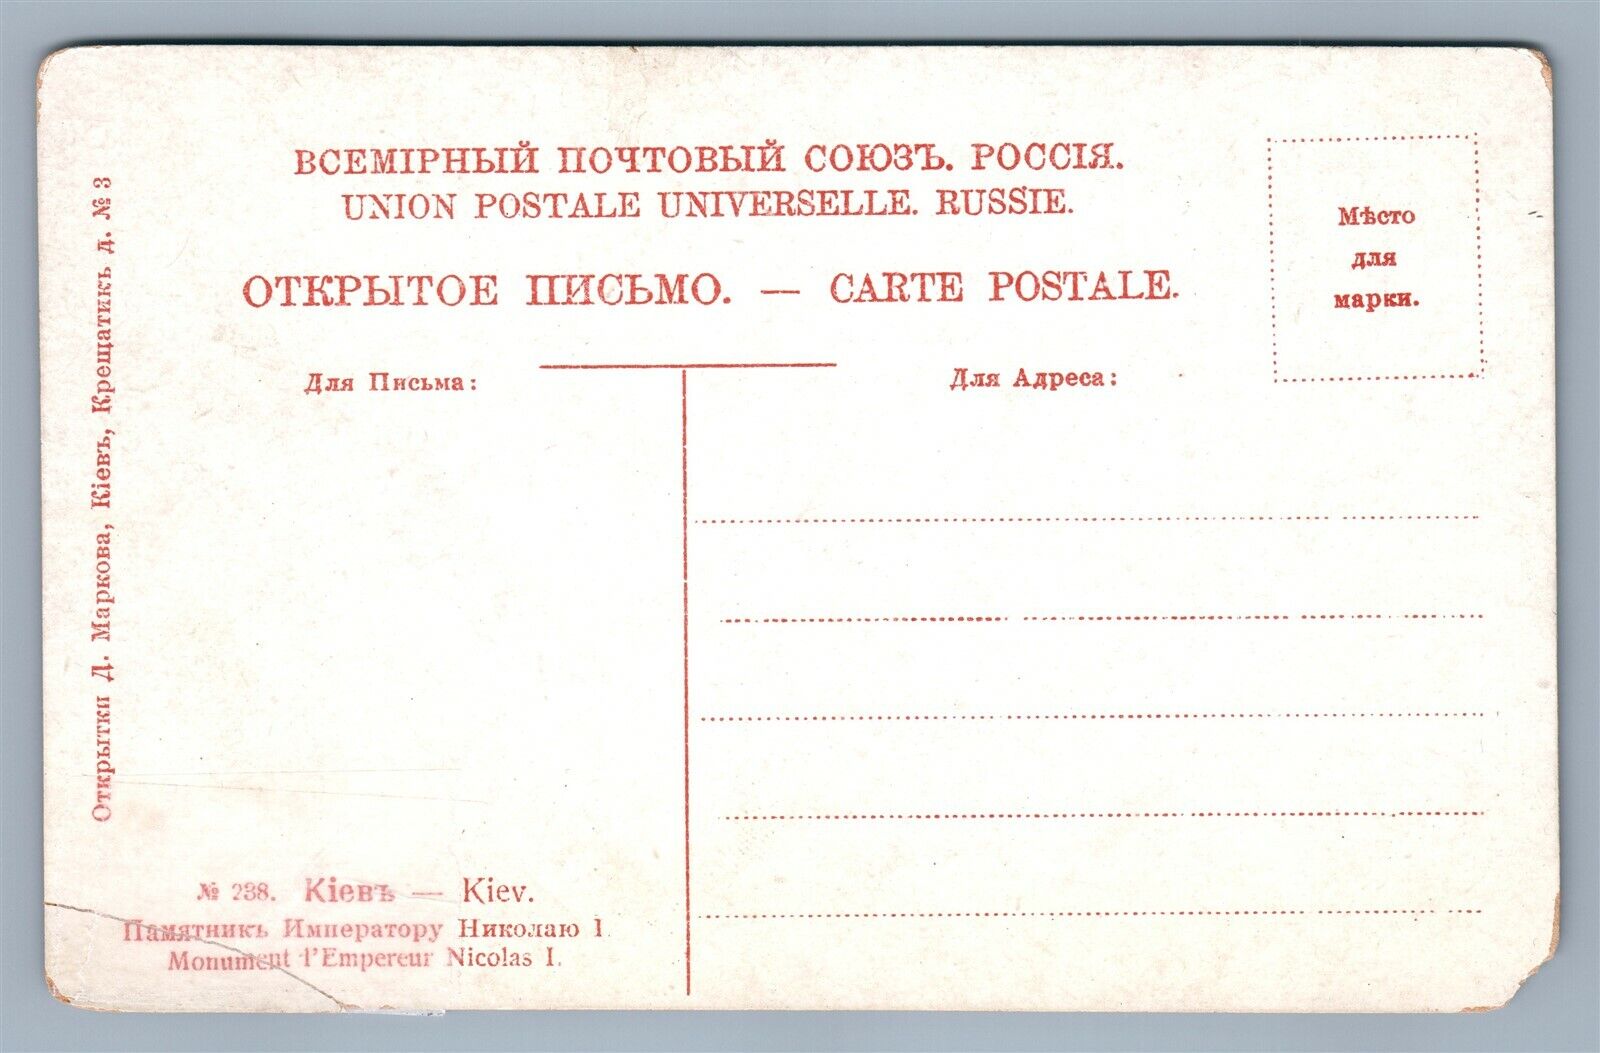 ВСЕМІРНЫЙ ПОЧТОВЫЙ СОЮЗЪ. РОССІЯ.
UNION POSTALE UNIVERSELLE. RUSSIE.
ОТКРЫТОЕ ПИСЬМО. — CARTE POSTALE.
Мѣсто
для
марки.
Для Письма:
Для Адреса:
Открытки Д. Маркова, Кіевъ, Крещатикъ д. № 3
№ 238. Кіевъ — Kiev.
Памятникъ Императору Николаю I.
Monument l'Empereur Nicolas I.